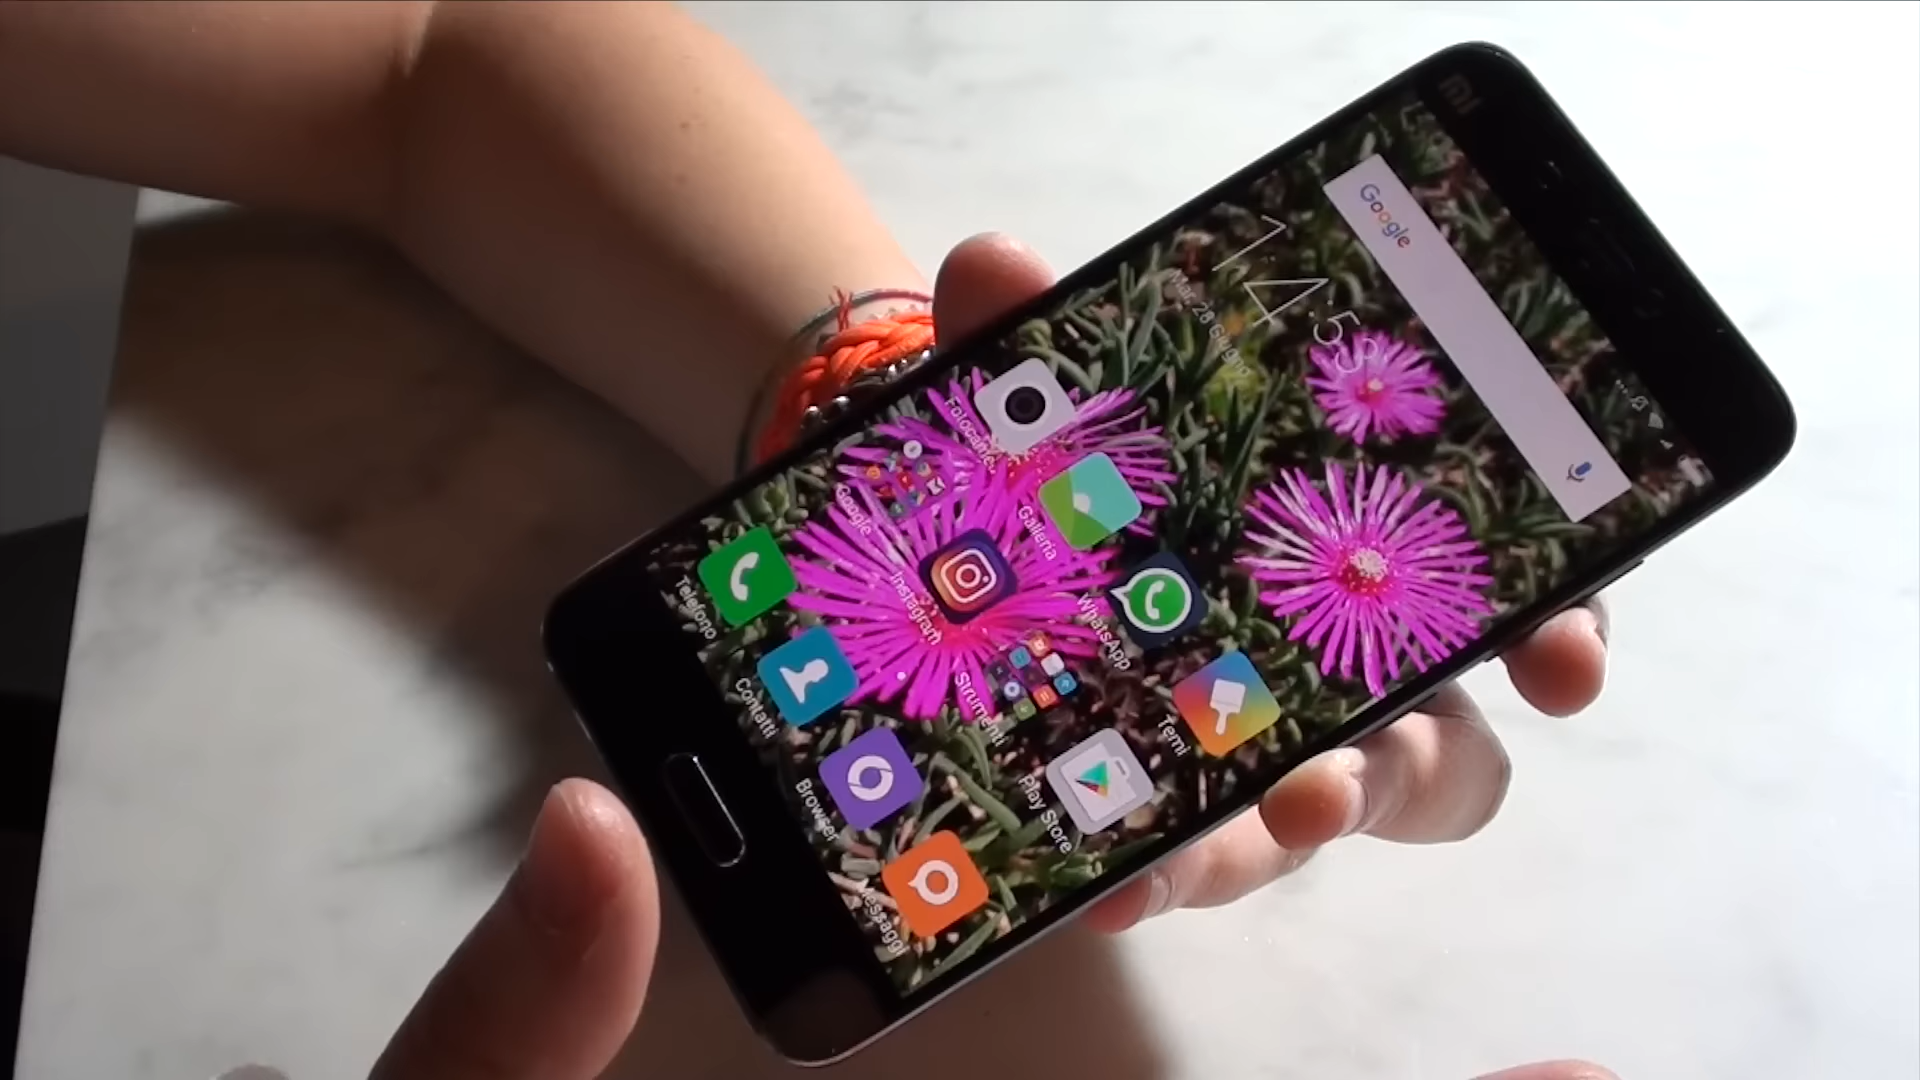 MI
Google
14:53
Mar, 28 Giugno
Fotocame..
Galleria
WhatsApp
Temi
Google
Instagram
Strumenti
Play Store
Telefono
Contatti
Browser
Messaggi